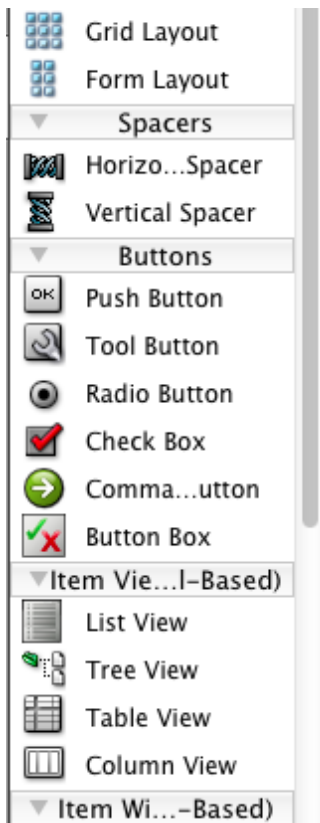 Grid Layout
Form Layout
Spacers
Horizo...Spacer
Vertical Spacer
Buttons
OK Push Button
Tool Button
Radio Button
Check Box
Comma...utton
Button Box
Item Vie...l-Based)
List View
Tree View
Table View
Column View
Item Wi...-Based)